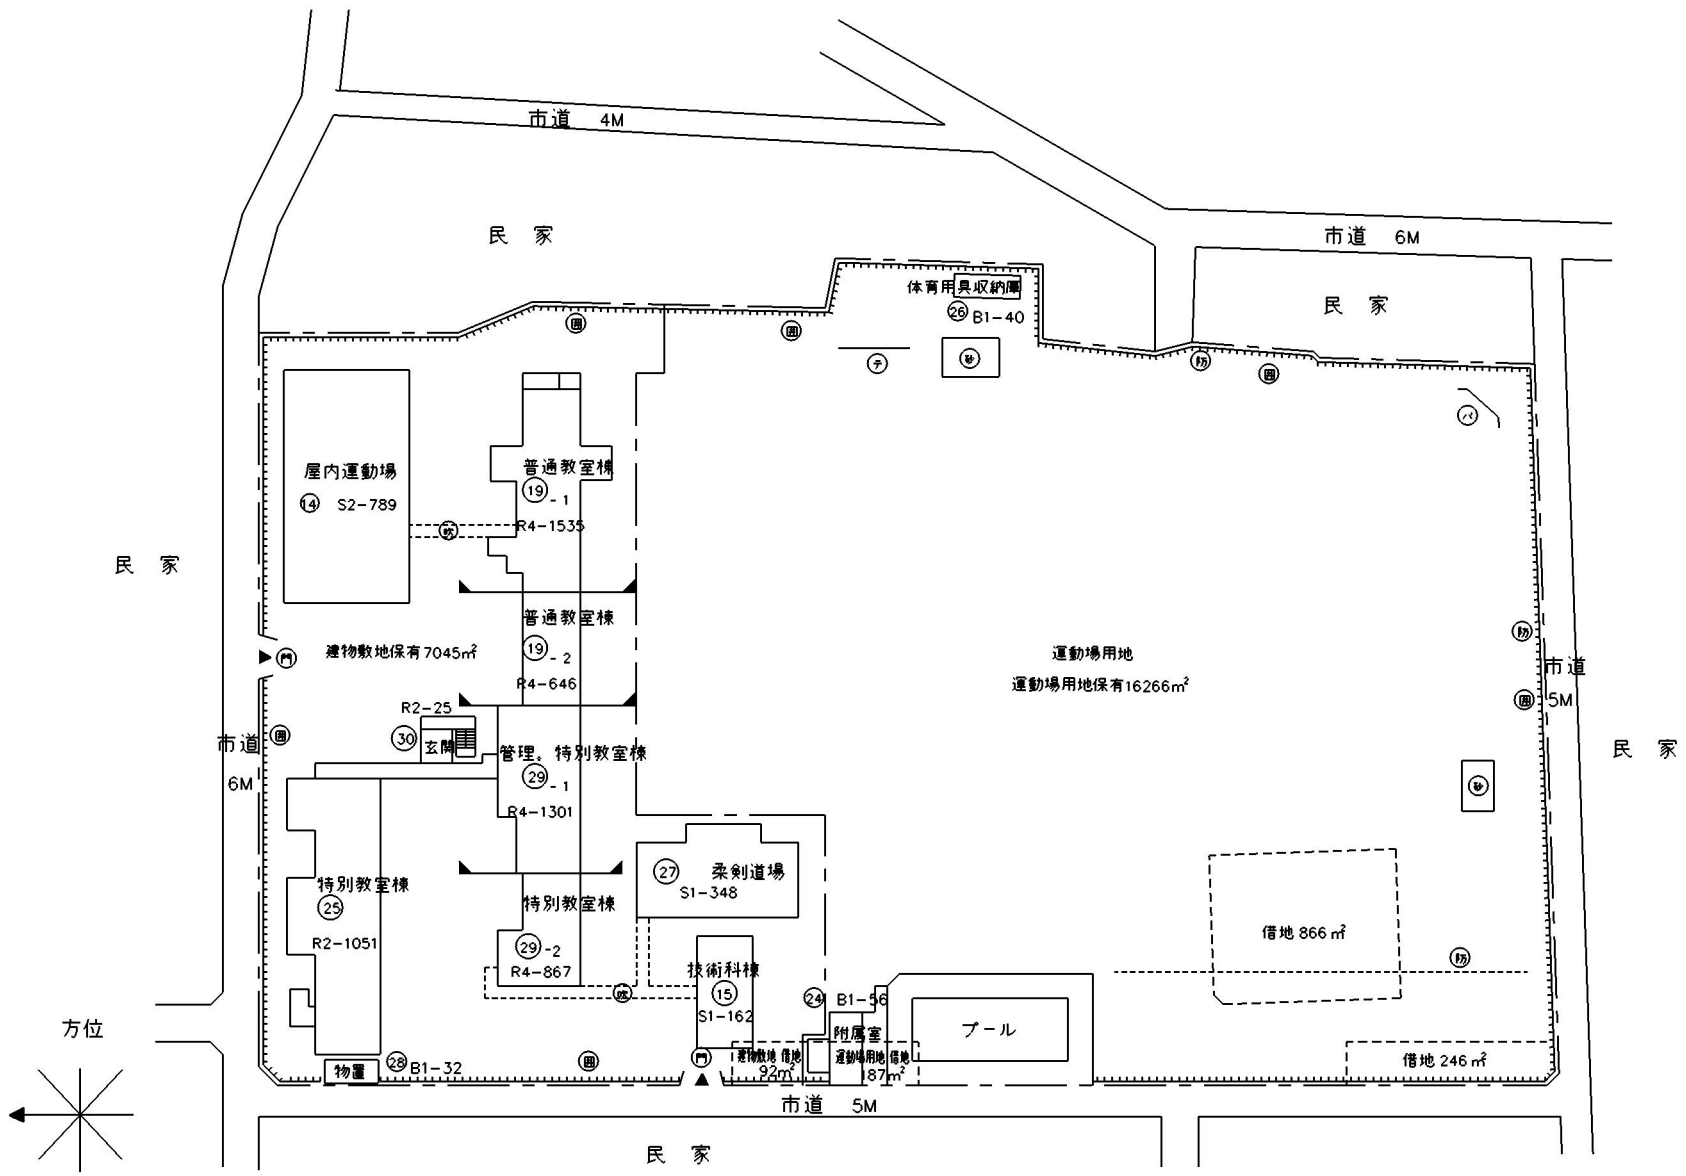 市道 4M
民 家
市道 6M
体育用具収納庫
26 B1-40
民 家
囲
囲
テ
砂
防
囲
バ
屋内運動場
14 S2-789
普通教室棟
19 - 1
R4-1535
吹
民 家
普通教室棟
19 - 2
R4-646
建物敷地保有7045㎡
門
運動場用地
運動場用地保有16266㎡
防
市道
5M
囲
民 家
R2-25
30 玄関
囲
市道
6M
管理。特別教室棟
29 - 1
R4-1301
砂
27 柔剣道場
S1-348
特別教室棟
25
R2-1051
特別教室棟
29 -2
R4-867
吹
技術科棟
15
S1-162
借地 866㎡
防
24 B1-56
附属室
プール
方位
物置
28 B1-32
囲
門
建物敷地 借地
92㎡
運動場用地 借地
187㎡
借地 246㎡
市道 5M
民 家